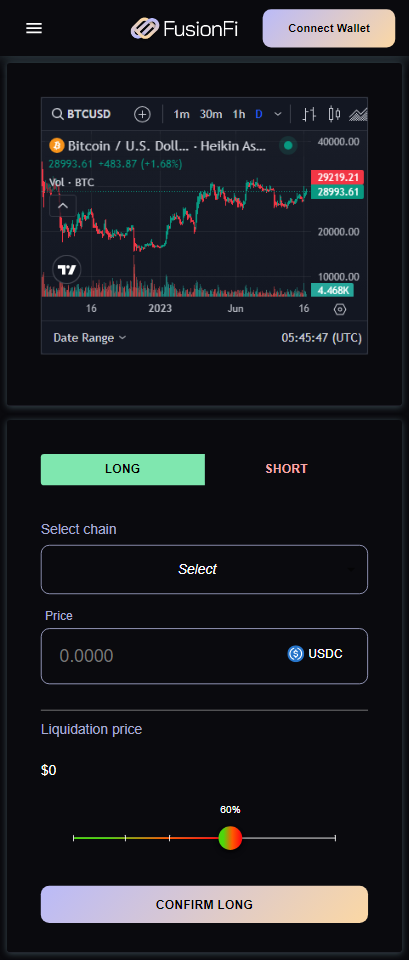 FusionFi
Connect Wallet
BTCUSD 1m 30m 1h D
Bitcoin / U.S. Doll... · Heikin As...
28993.61 +483.87 (+1.68%)
Vol · BTC
40000.00
29219.21
28993.61
20000.00
10000.00
4.468K
16 2023 Jun 16
Date Range 05:45:47 (UTC)
LONG SHORT
Select chain
Select
Price
0.0000 USDC
Liquidation price
$0
60%
CONFIRM LONG